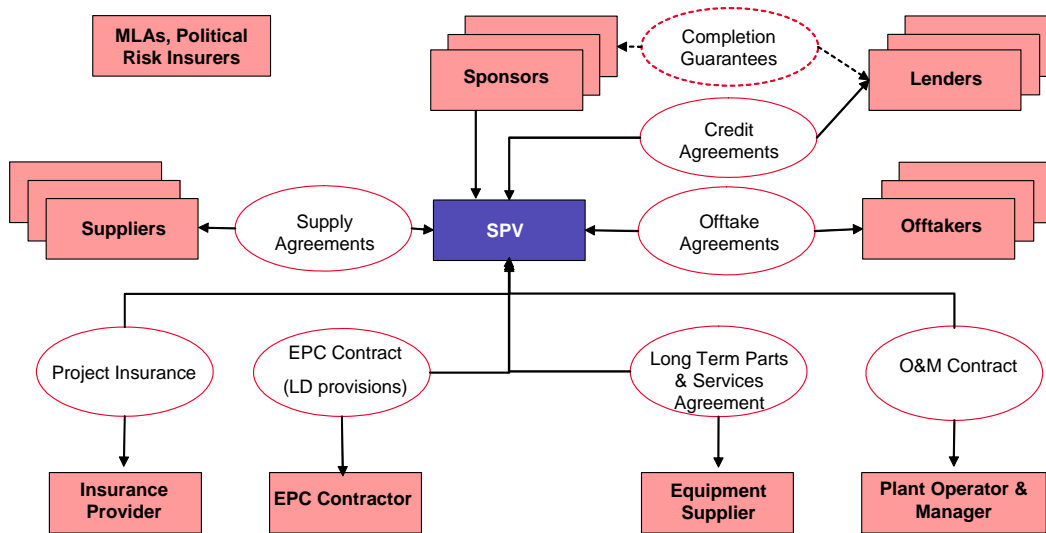 MLAs, Political
Risk Insurers
Sponsors
Completion
Guarantees
Lenders
Credit
Agreements
Suppliers
Supply
Agreements
SPV
Offtake
Agreements
Offtakers
Project Insurance
EPC Contract
(LD provisions)
Long Term Parts
& Services
Agreement
O&M Contract
Insurance
Provider
EPC Contractor
Equipment
Supplier
Plant Operator &
Manager